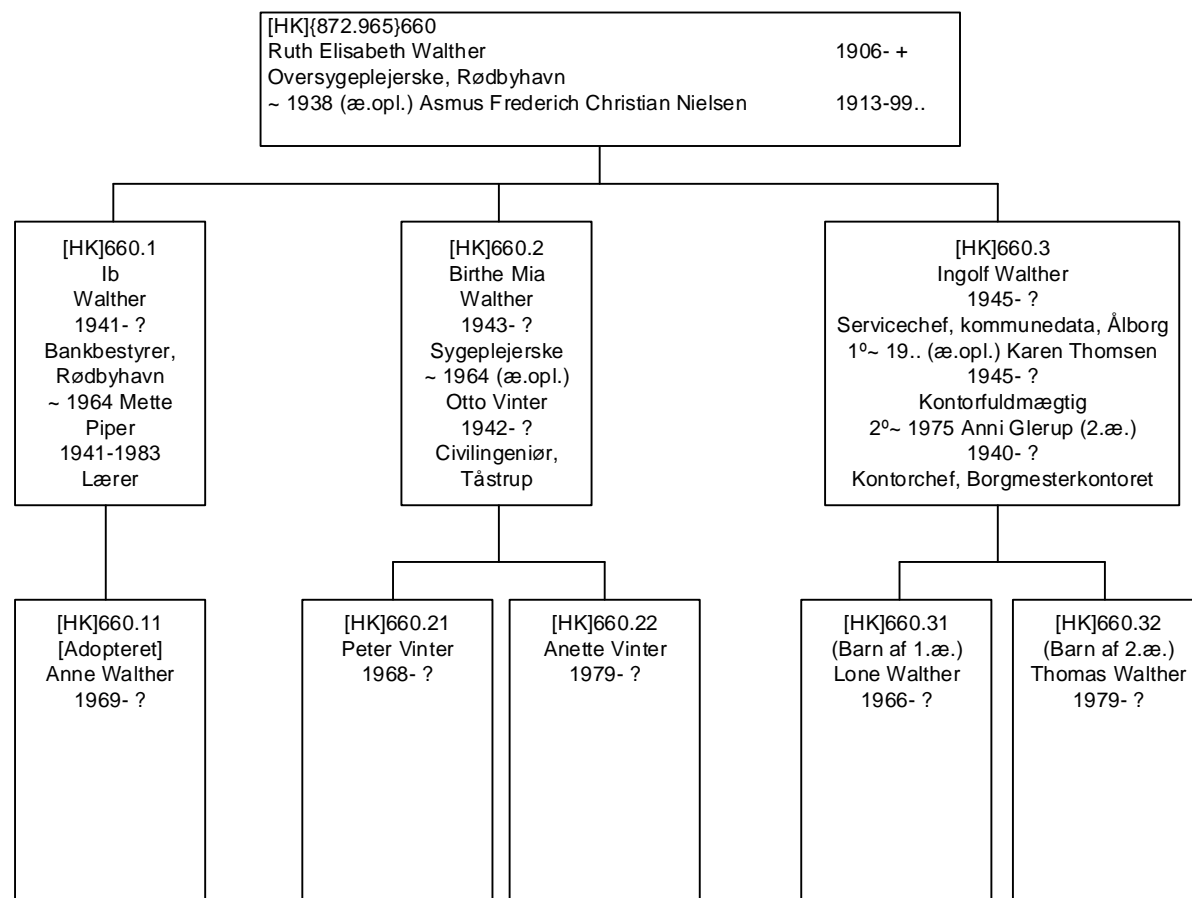 [HK]{872.965}660
Ruth Elisabeth Walther 1906- +
Oversygeplejerske, Rødbyhavn
~ 1938 (æ.opl.) Asmus Frederich Christian Nielsen 1913-99..
[HK]660.1
Ib
Walther
1941- ?
Bankbestyrer,
Rødbyhavn
~ 1964 Mette
Piper
1941-1983
Lærer
[HK]660.2
Birthe Mia
Walther
1943- ?
Sygeplejerske
~ 1964 (æ.opl.)
Otto Vinter
1942- ?
Civilingeniør,
Tåstrup
[HK]660.3
Ingolf Walther
1945- ?
Servicechef, kommunedata, Ålborg
1º~ 19.. (æ.opl.) Karen Thomsen
1945- ?
Kontorfuldmægtig
2º~ 1975 Anni Glerup (2.æ.)
1940- ?
Kontorchef, Borgmesterkontoret
[HK]660.11
[Adopteret]
Anne Walther
1969- ?
[HK]660.21
Peter Vinter
1968- ?
[HK]660.22
Anette Vinter
1979- ?
[HK]660.31
(Barn af 1.æ.)
Lone Walther
1966- ?
[HK]660.32
(Barn af 2.æ.)
Thomas Walther
1979- ?